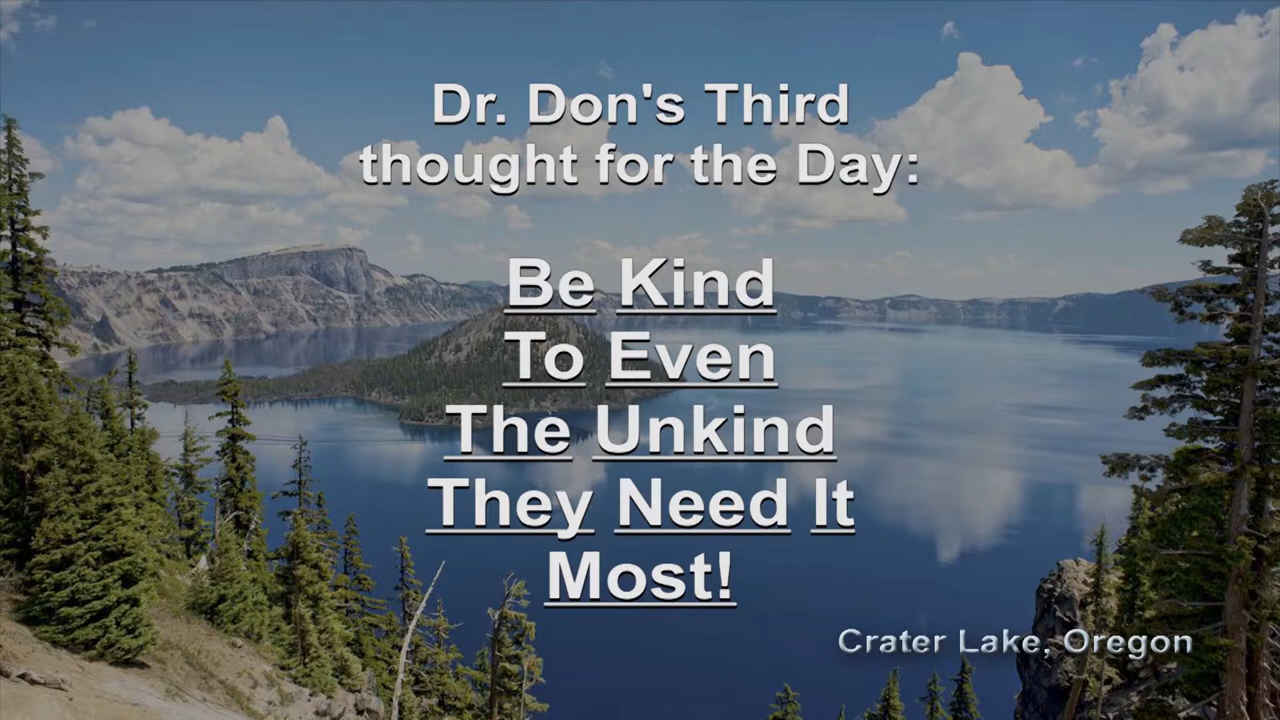 Dr. Don's Third
thought for the Day:
Be Kind
To Even
The Unkind
They Need It
Most!
Crater Lake, Oregon